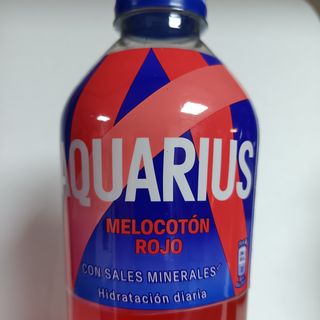 AQUARIUS
MELOCOTÓN
ROJO
CON SALES MINERALES
Hidratación diaria